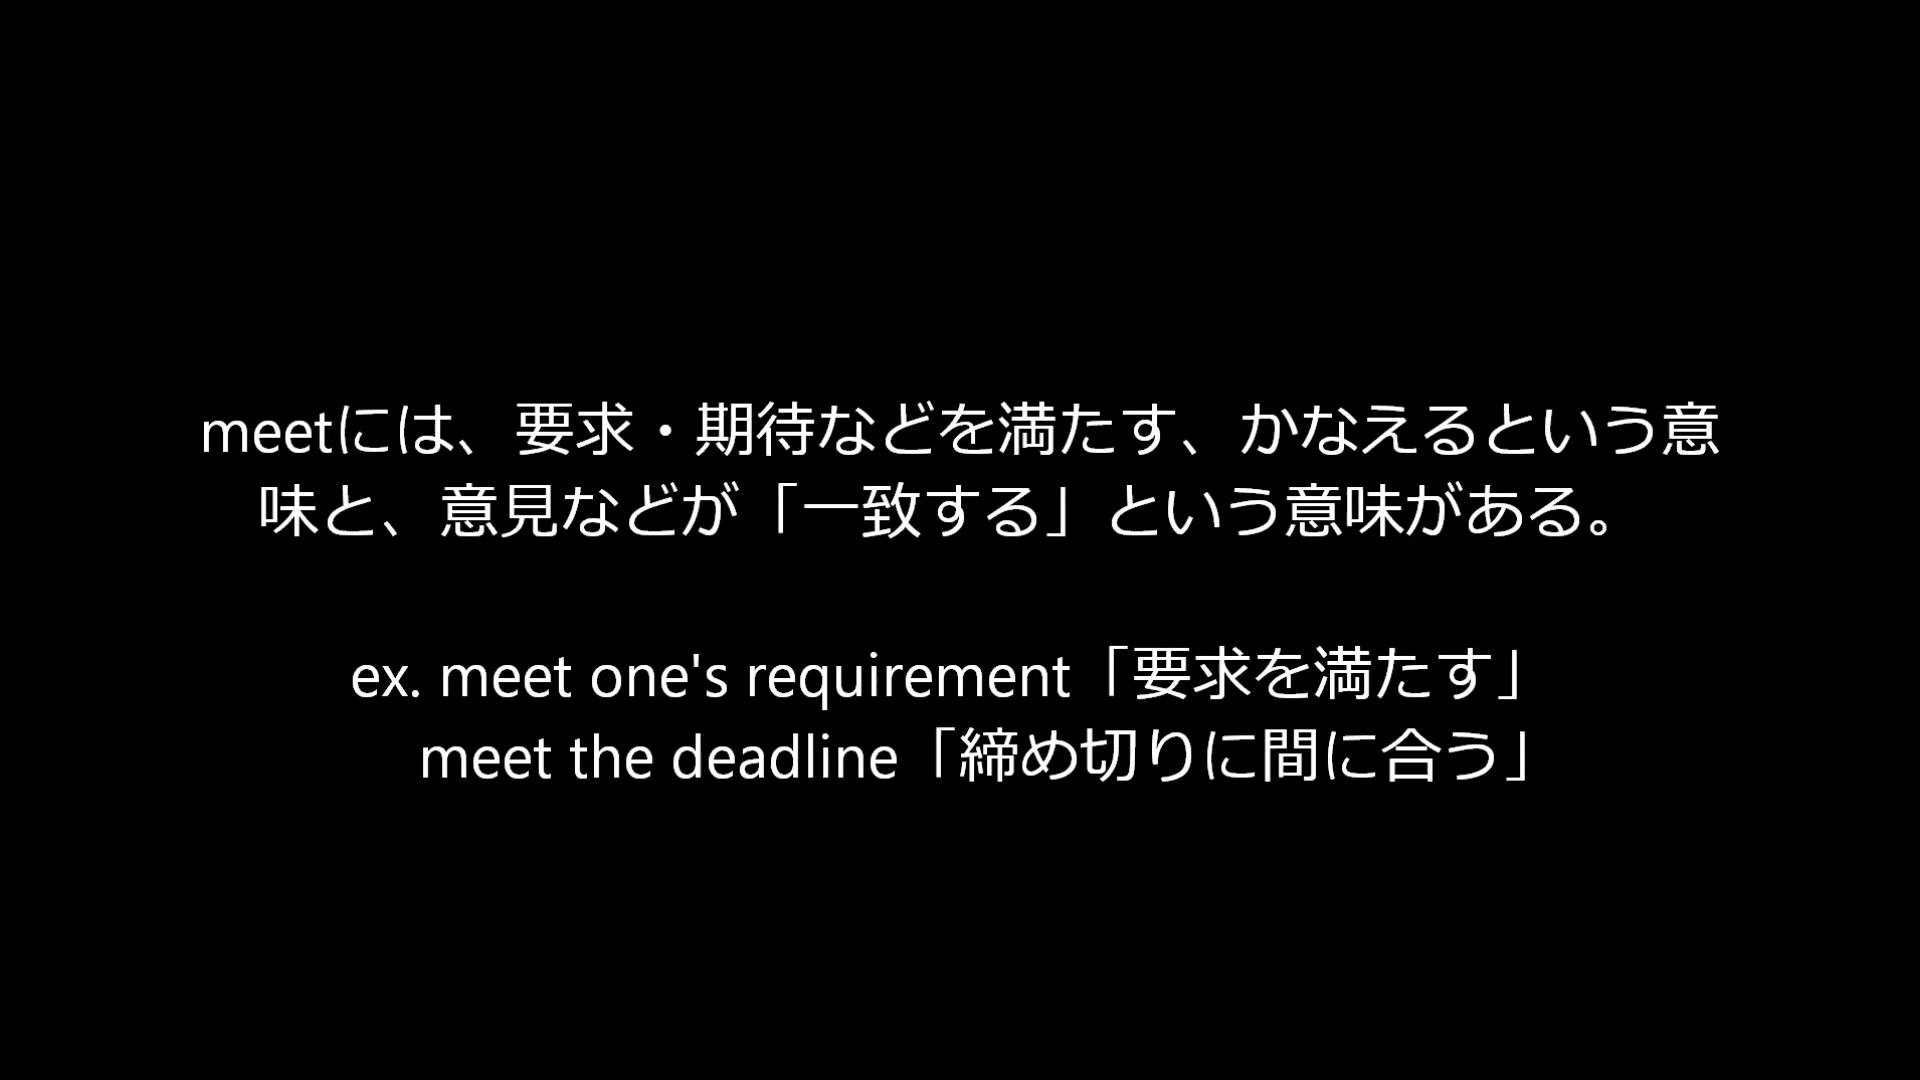 meetには、要求・期待などを満たす、かなえるという意
味と、意見などが「一致する」という意味がある。
ex. meet one's requirement「要求を満たす」
meet the deadline「締め切りに間に合う」